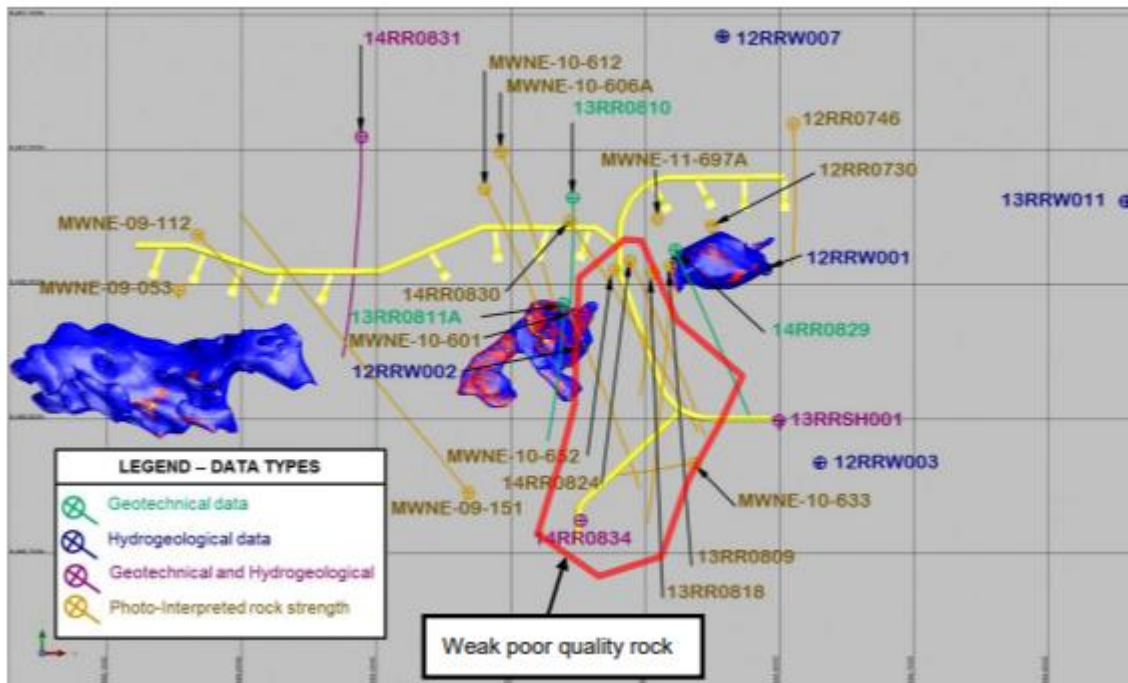 14RR0831
12RRW007
MWNE-10-612
MWNE-10-606A
13RR0810
12RR0746
MWNE-11-697A
12RR0730
13RRW011
MWNE-09-112
12RRW001
MWNE-09-053
14RR0830
13RR0811A
14RR0829
MWNE-10-601
12RRW002
13RRSH001
MWNE-10-652
12RRW003
LEGEND – DATA TYPES
14RR0824
MWNE-10-633
Geotechnical data
MWNE-09-151
Hydrogeological data
14RR0834
13RR0809
Geotechnical and Hydrogeological
13RR0818
Photo-Interpreted rock strength
Weak poor quality rock